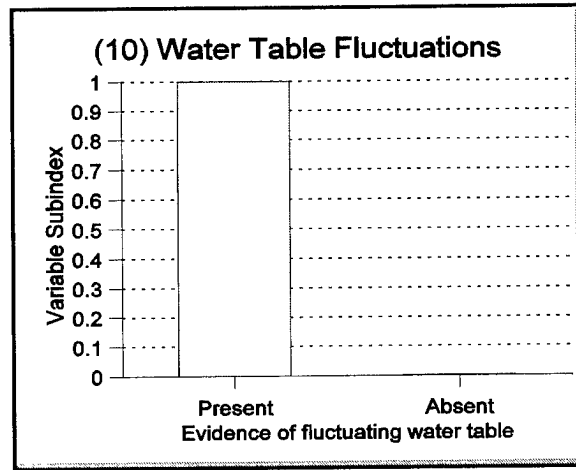 (10) Water Table Fluctuations
Variable Subindex
1
0.9
0.8
0.7
0.6
0.5
0.4
0.3
0.2
0.1
0
Present Absent
Evidence of fluctuating water table